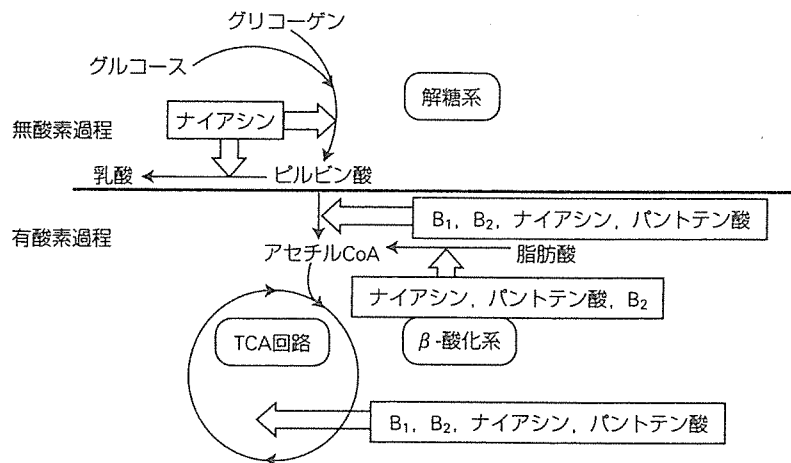 グリコーゲン
グルコース
解糖系
ナイアシン
無酸素過程
乳酸
ピルビン酸
B₁, B₂, ナイアシン, パントテン酸
有酸素過程
アセチルCoA
脂肪酸
ナイアシン, パントテン酸, B₂
TCA回路
β-酸化系
B₁, B₂, ナイアシン, パントテン酸